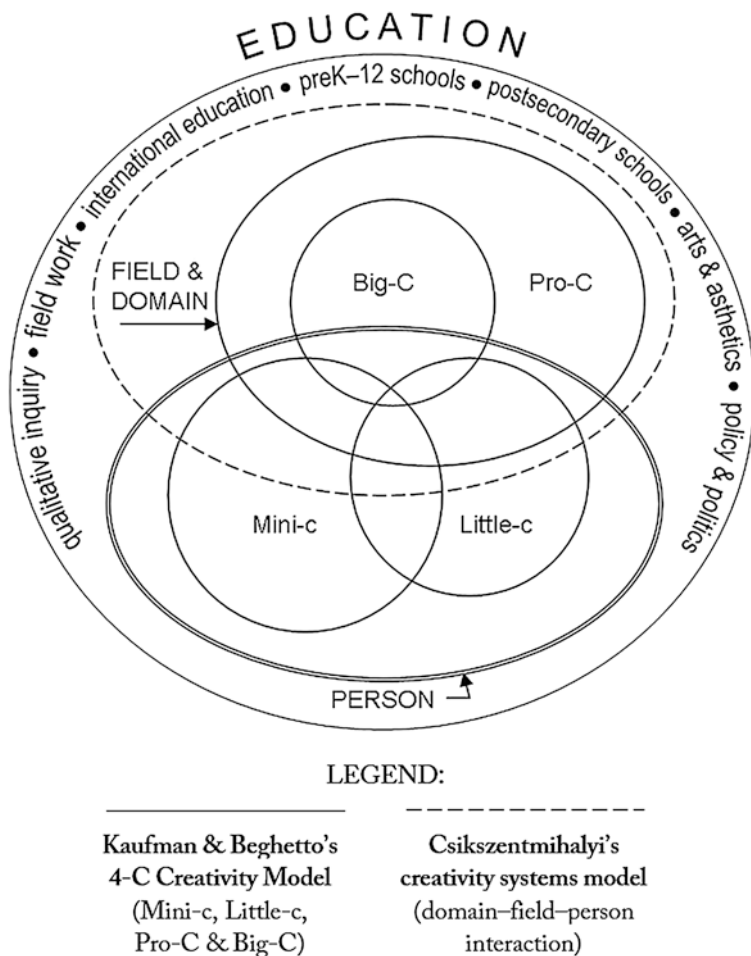 EDUCATION
qualitative inquiry • field work • international education • preK–12 schools • postsecondary schools • arts & asthetics • policy & politics
FIELD &
DOMAIN
Big-C
Pro-C
Mini-c
Little-c
PERSON
LEGEND:
Kaufman & Beghetto's
4-C Creativity Model
(Mini-c, Little-c,
Pro-C & Big-C)
Csikszentmihalyi's
creativity systems model
(domain–field–person
interaction)